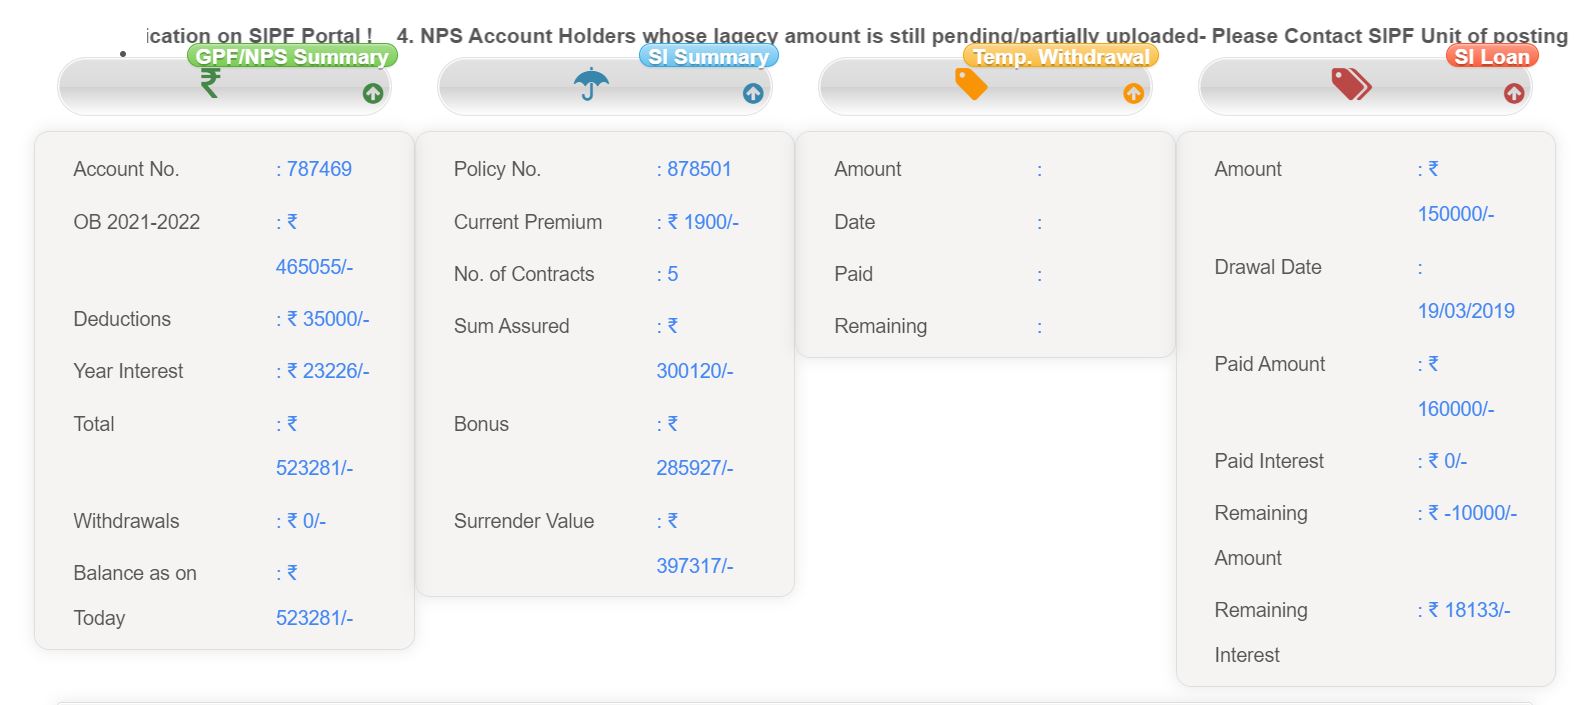 ication on SIPF Portal ! 4. NPS Account Holders whose lagecy amount is still pending/partially uploaded- Please Contact SIPF Unit of posting
GPF/NPS Summary
Account No. : 787469
OB 2021-2022 : ₹
465055/-
Deductions : ₹ 35000/-
Year Interest : ₹ 23226/-
Total : ₹
523281/-
Withdrawals : ₹ 0/-
Balance as on : ₹
Today 523281/-
SI Summary
Policy No. : 878501
Current Premium : ₹ 1900/-
No. of Contracts : 5
Sum Assured : ₹
300120/-
Bonus : ₹
285927/-
Surrender Value : ₹
397317/-
Temp. Withdrawal
Amount :
Date :
Paid :
Remaining :
SI Loan
Amount : ₹
150000/-
Drawal Date :
19/03/2019
Paid Amount : ₹
160000/-
Paid Interest : ₹ 0/-
Remaining : ₹ -10000/-
Amount
Remaining : ₹ 18133/-
Interest